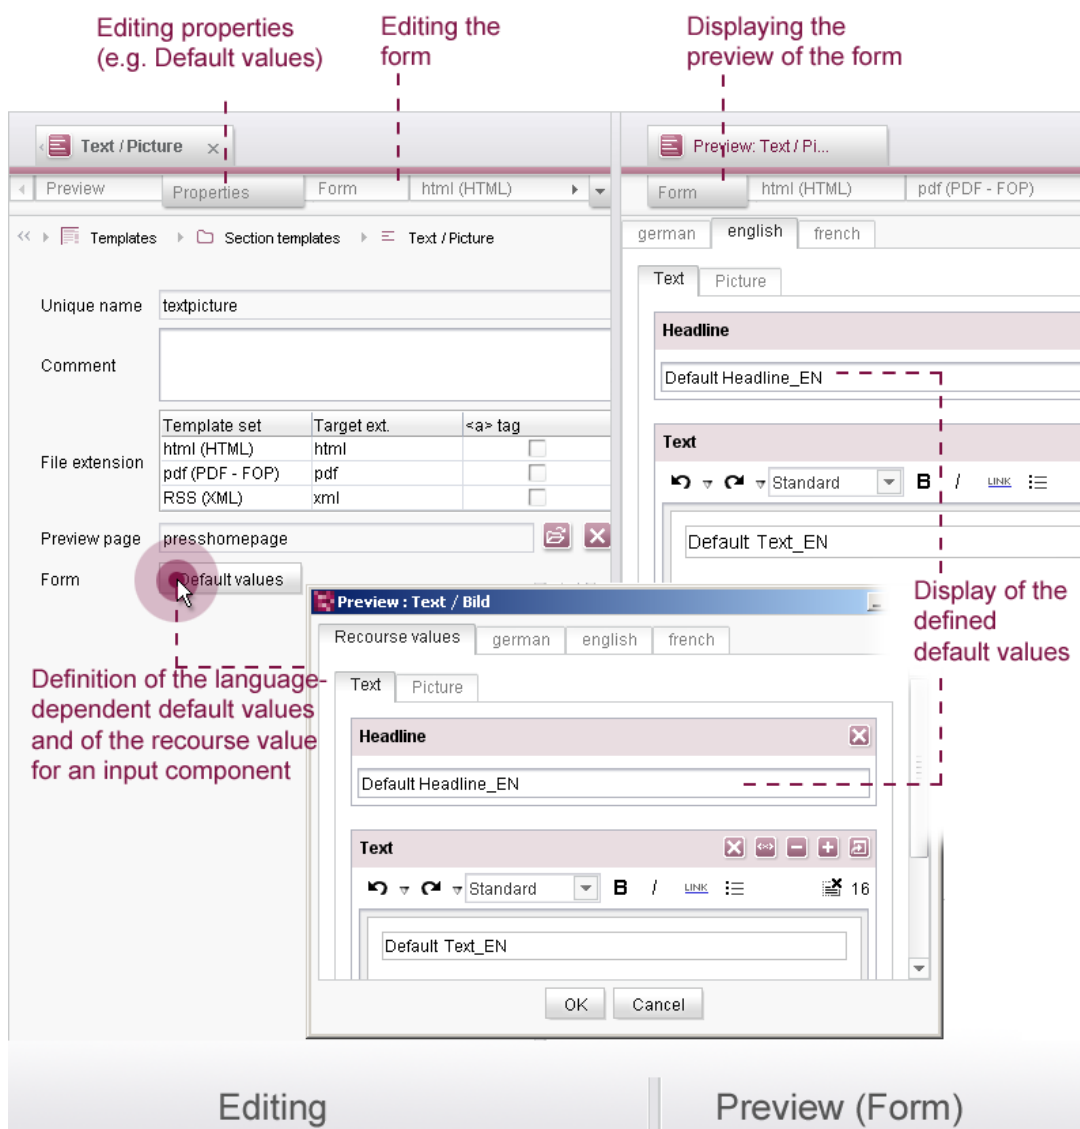 Editing properties
(e.g. Default values)
Editing the
form
Displaying the
preview of the form
Text / Picture
Preview: Text / Pi...
Preview Properties Form html (HTML)
Form html (HTML) pdf (PDF - FOP)
Templates Section templates Text / Picture
german english french
Text Picture
Unique name textpicture
Comment
File extension
Template set Target ext. <a> tag
html (HTML) html
pdf (PDF - FOP) pdf
RSS (XML) xml
Preview page presshomepage
Form Default values
Headline
Default Headline_EN
Text
Standard B I LINK
Default Text_EN
Display of the
defined
default values
Definition of the language-
dependent default values
and of the recourse value
for an input component
Preview : Text / Bild
Recourse values german english french
Text Picture
Headline
Default Headline_EN
Text
Standard B I LINK 16
Default Text_EN
OK Cancel
Editing
Preview (Form)